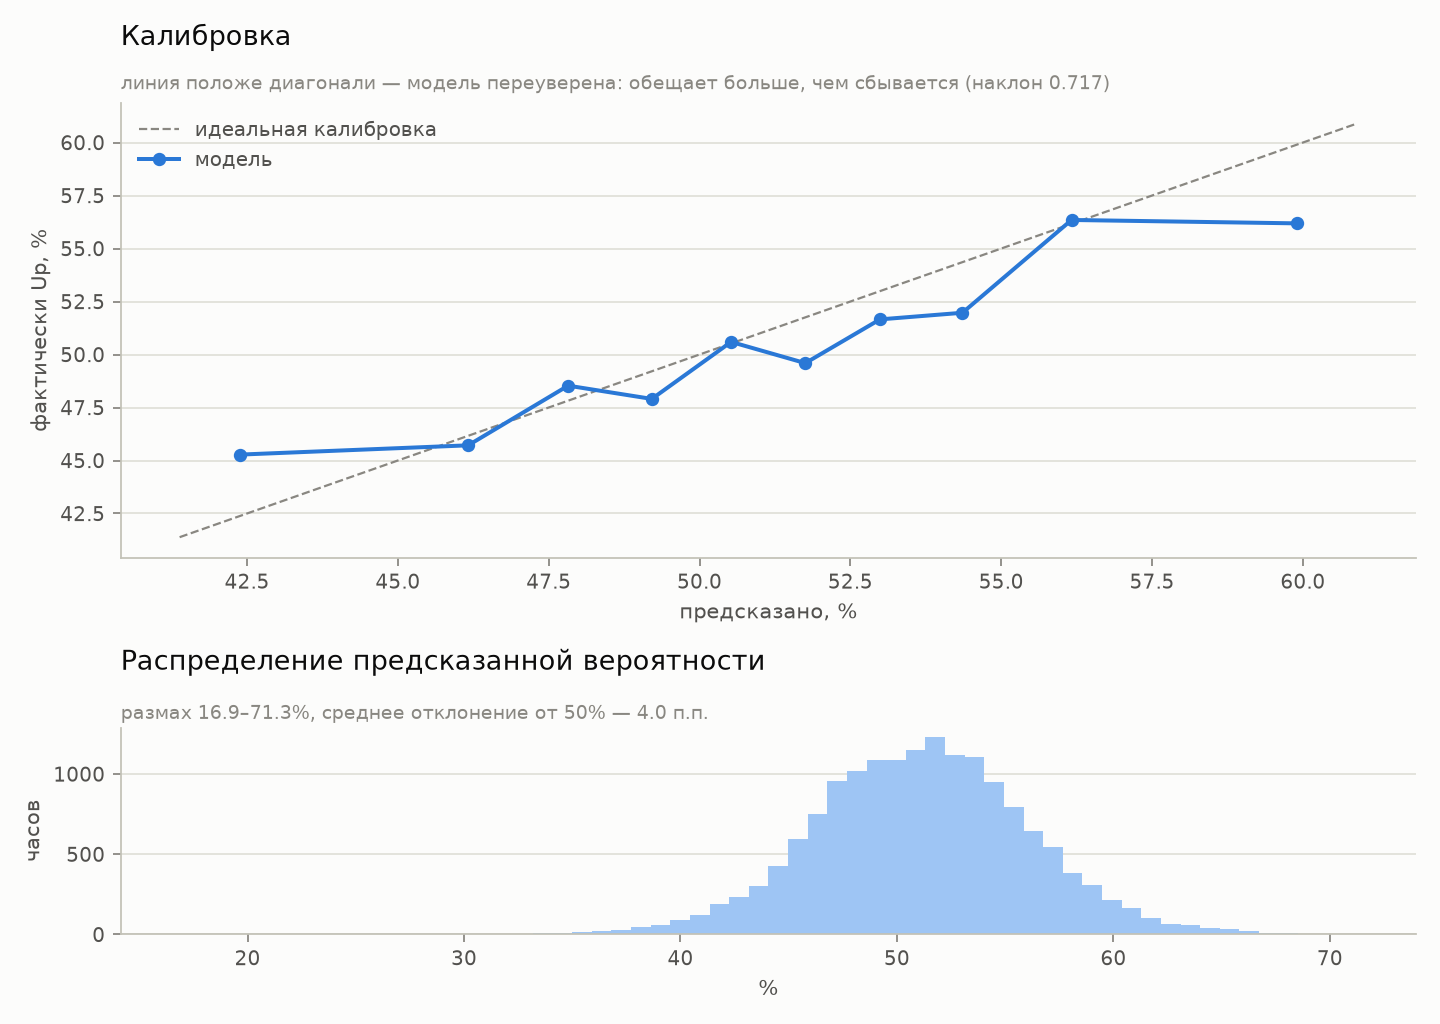 Калибровка
линия положе диагонали — модель переуверена: обещает больше, чем сбывается (наклон 0.717)
идеальная калибровка
модель
фактически Up, %
60.0
57.5
55.0
52.5
50.0
47.5
45.0
42.5
42.5 45.0 47.5 50.0 52.5 55.0 57.5 60.0
предсказано, %
Распределение предсказанной вероятности
размах 16.9–71.3%, среднее отклонение от 50% — 4.0 п.п.
часов
1000
500
0
20 30 40 50 60 70
%